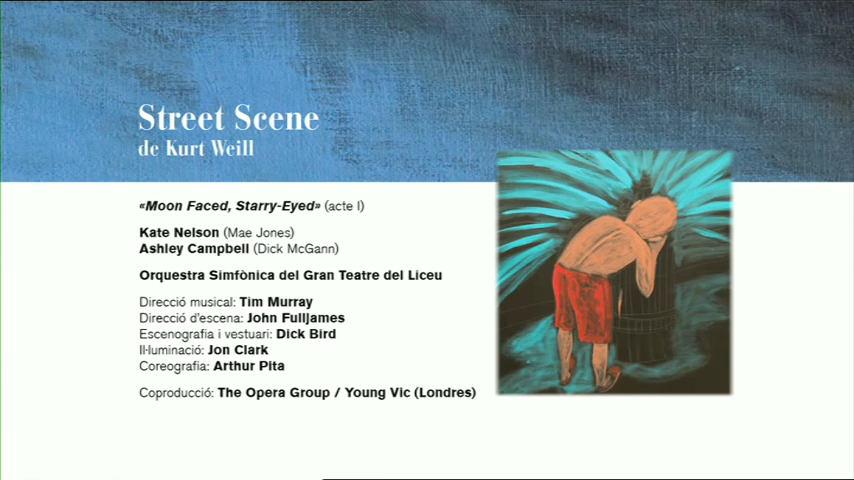 Street Scene
de Kurt Weill
«Moon Faced, Starry-Eyed» (acte I)
Kate Nelson (Mae Jones)
Ashley Campbell (Dick McGann)
Orquestra Simfònica del Gran Teatre del Liceu
Direcció musical: Tim Murray
Direcció d'escena: John Fulljames
Escenografia i vestuari: Dick Bird
Il·luminació: Jon Clark
Coreografia: Arthur Pita
Coproducció: The Opera Group / Young Vic (Londres)